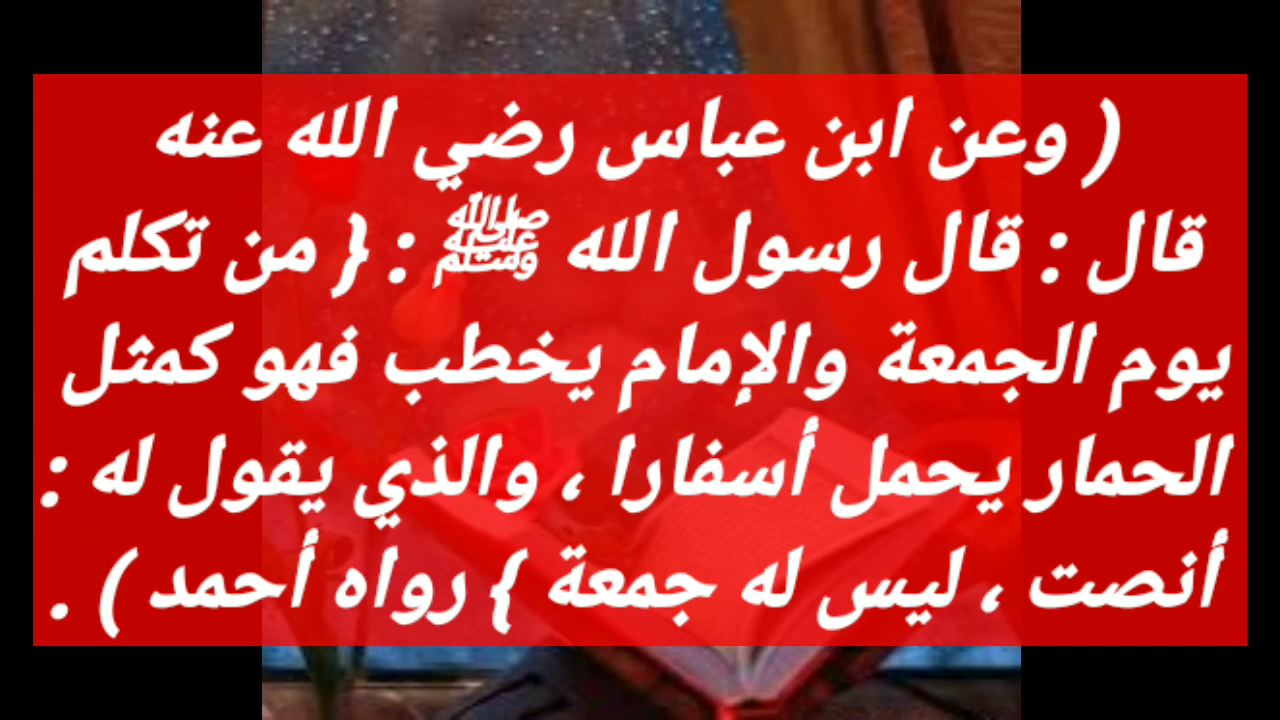 ( وعن ابن عباس رضي الله عنه
قال : قال رسول الله ﷺ : { من تكلم
يوم الجمعة والإمام يخطب فهو كمثل
الحمار يحمل أسفارا ، والذي يقول له :
أنصت ، ليس له جمعة } رواه أحمد ) .